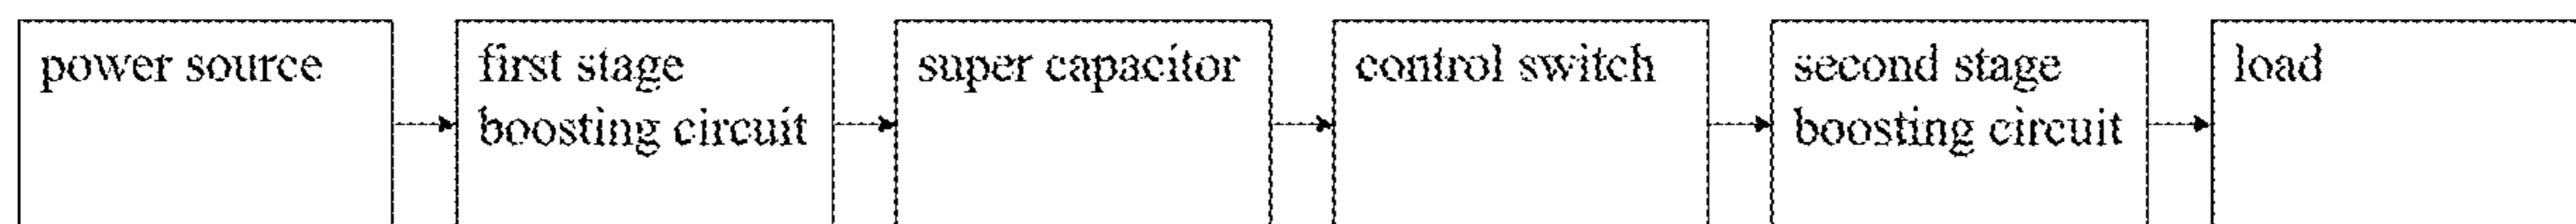 power source
first stage
boosting circuit
super capacitor
control switch
second stage
boosting circuit
load